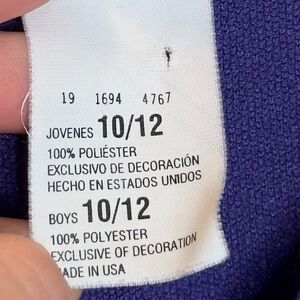 19 1694 4767
JOVENES 10/12
100% POLIÉSTER
EXCLUSIVO DE DECORACIÓN
HECHO EN ESTADOS UNIDOS
BOYS 10/12
100% POLYESTER
EXCLUSIVE OF DECORATION
MADE IN USA